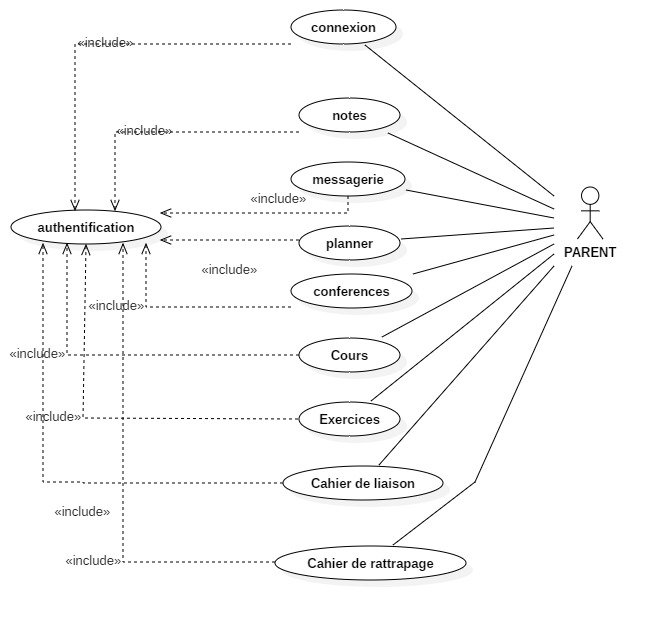 connexion
«include»
notes
«include»
messagerie
«include»
authentification
planner
PARENT
«include»
conferences
«include»
Cours
«include»
Exercices
«include»
Cahier de liaison
«include»
Cahier de rattrapage
«include»